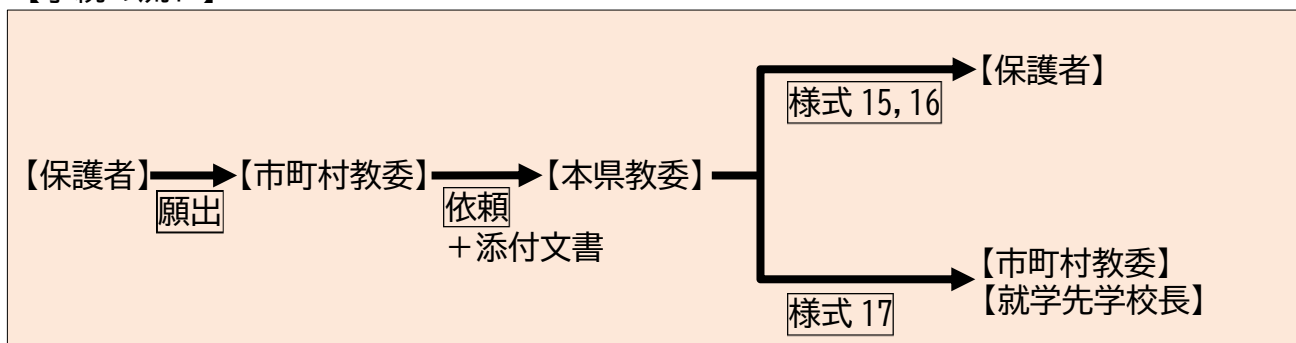 【保護者】
様式 15,16
【保護者】
【市町村教委】
【本県教委】
願出
依頼
＋添付文書
【市町村教委】
【就学先学校長】
様式 17